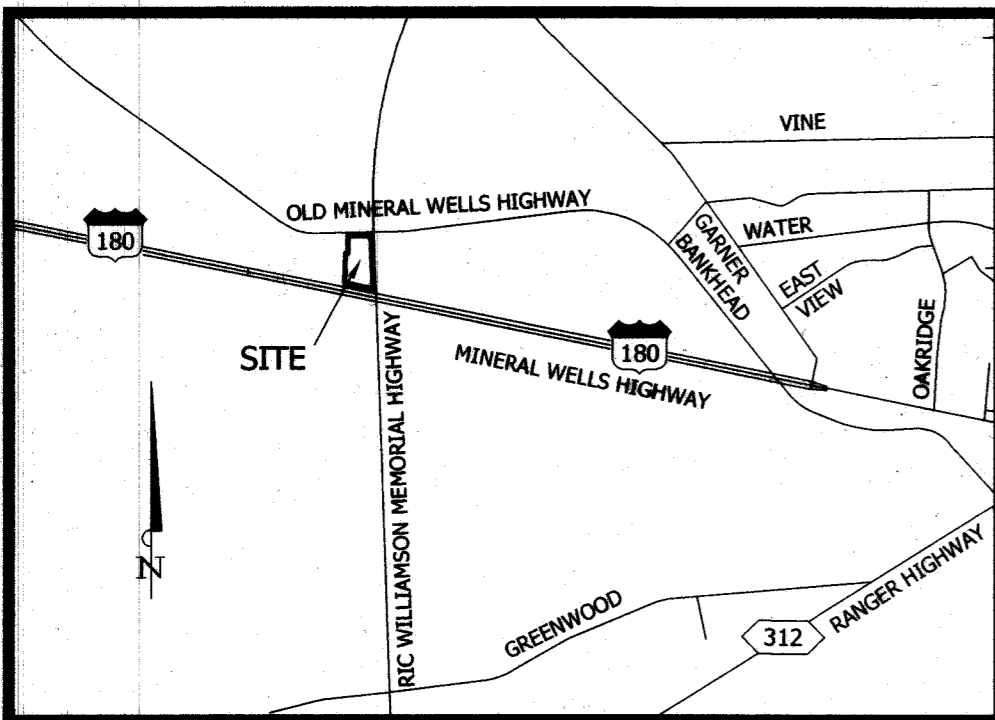 VINE
OLD MINERAL WELLS HIGHWAY
GARNER
BANKHEAD
WATER
180
EAST
VIEW
SITE
180
MINERAL WELLS HIGHWAY
OAKRIDGE
RIC WILLIAMSON MEMORIAL HIGHWAY
N
GREENWOOD
312
RANGER HIGHWAY